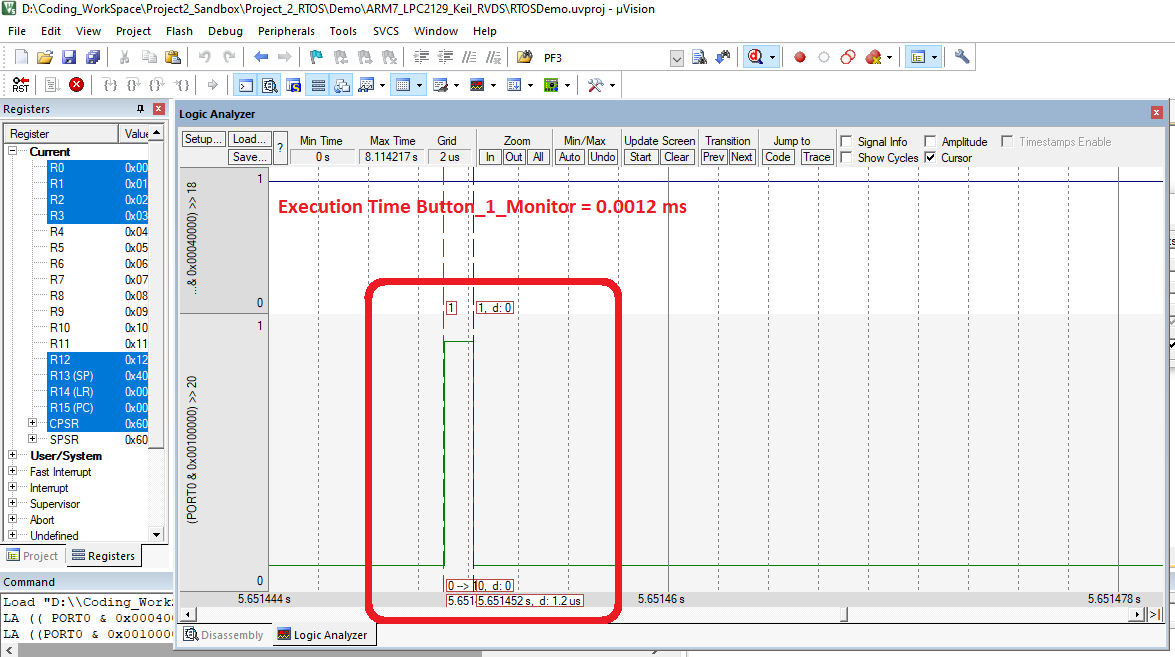 D:\Coding_WorkSpace\Project2_Sandbox\Project_2_RTOS\Demo\ARM7_LPC2129_Keil_RVDS\RTOSDemo.uvproj - µVision
File Edit View Project Flash Debug Peripherals Tools SVCS Window Help
PF3
RST
Registers
Logic Analyzer
Register Value
Setup... Load... Save... ?
Min Time Max Time Grid Zoom Min/Max Update Screen Transition Jump to Signal Info Amplitude Timestamps Enable
0 s 8.114217 s 2 us In Out All Auto Undo Start Clear Prev Next Code Trace Show Cycles Cursor
Current
R0 0x00
R1 0x01
R2 0x02
R3 0x03
R4 0x04
R5 0x05
R6 0x06
R7 0x07
R8 0x08
R9 0x09
R10 0x10
R11 0x11
R12 0x12
R13 (SP) 0x40
R14 (LR) 0x00
R15 (PC) 0x00
CPSR 0x60
SPSR 0x60
User/System
Fast Interrupt
Interrupt
Supervisor
Abort
Undefined
Project Registers
1
...& 0x00040000) >> 18
0
Execution Time Button_1_Monitor = 0.0012 ms
1 1, d: 0
1
(PORT0 & 0x00100000) >> 20
0
0 --> 1 0, d: 0
5.651 5.651452 s, d: 1.2 us
5.651444 s 5.65146 s 5.651478 s
Disassembly Logic Analyzer
Command
Load "D:\\Coding_Work
LA (( PORT0 & 0x00040
LA ((PORT0 & 0x001000